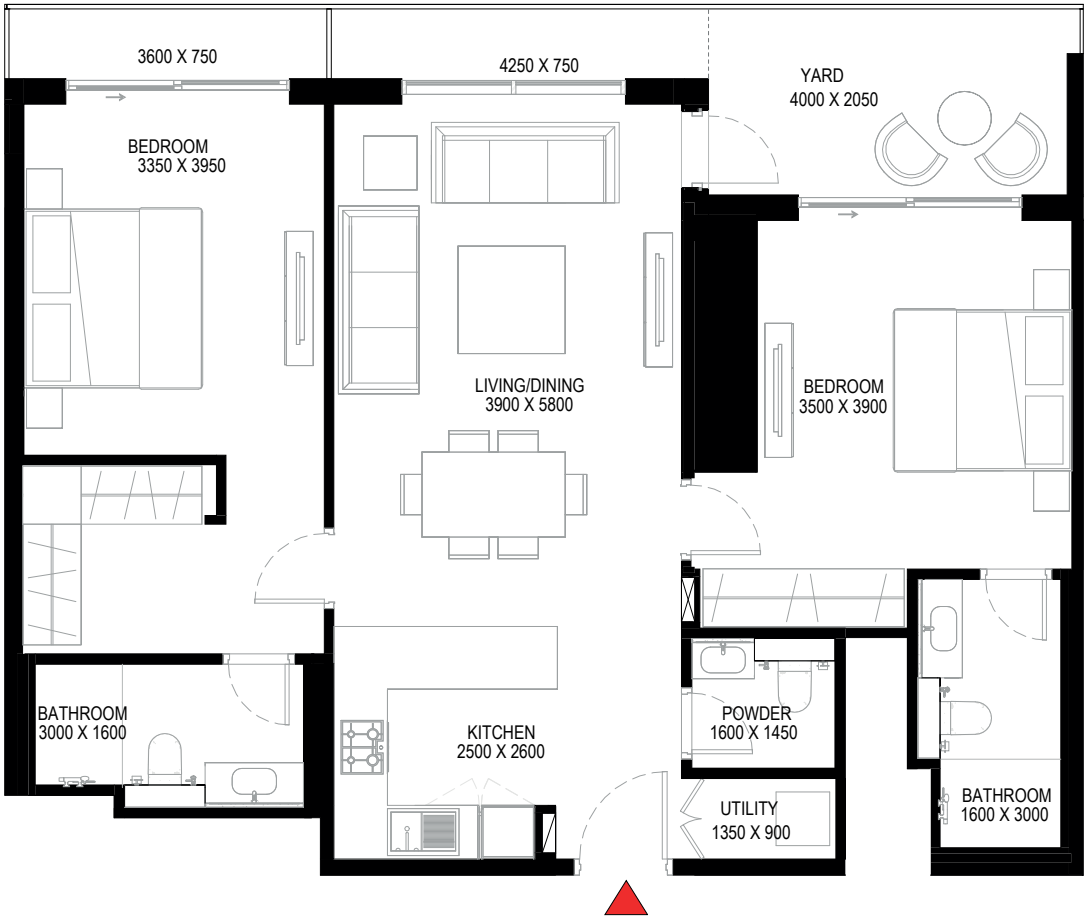 3600 X 750
4250 X 750
YARD
4000 X 2050
BEDROOM
3350 X 3950
LIVING/DINING
3900 X 5800
BEDROOM
3500 X 3900
BATHROOM
3000 X 1600
KITCHEN
2500 X 2600
POWDER
1600 X 1450
UTILITY
1350 X 900
BATHROOM
1600 X 3000